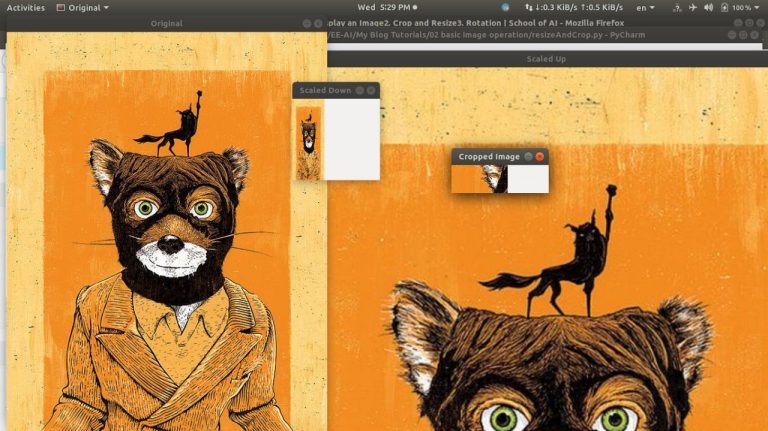 Activities Original Wed 5:29 PM ↓:0.3 KiB/s ↑:0.5 KiB/s en 100%
Original
play an Image2. Crop and Resize3. Rotation | School of AI - Mozilla Firefox
/EE-AI/My Blog Tutorials/02 basic image operation/resizeAndCrop.py - PyCharm
Scaled Up
Scaled Down
Cropped Image